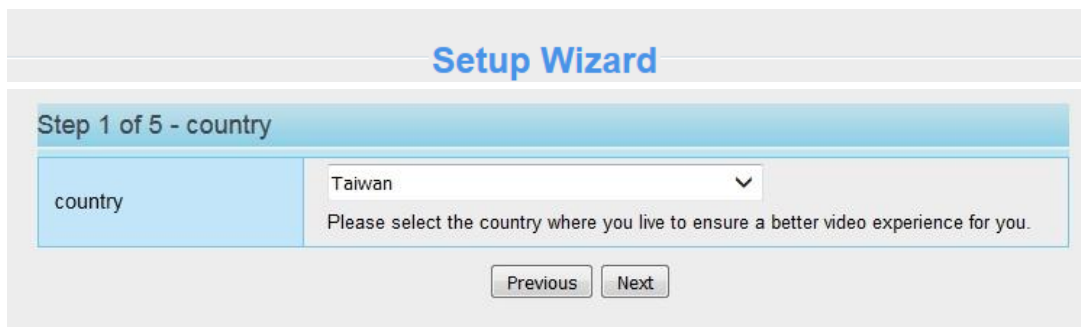 Setup Wizard
Step 1 of 5 - country
country
Taiwan
Please select the country where you live to ensure a better video experience for you.
Previous Next